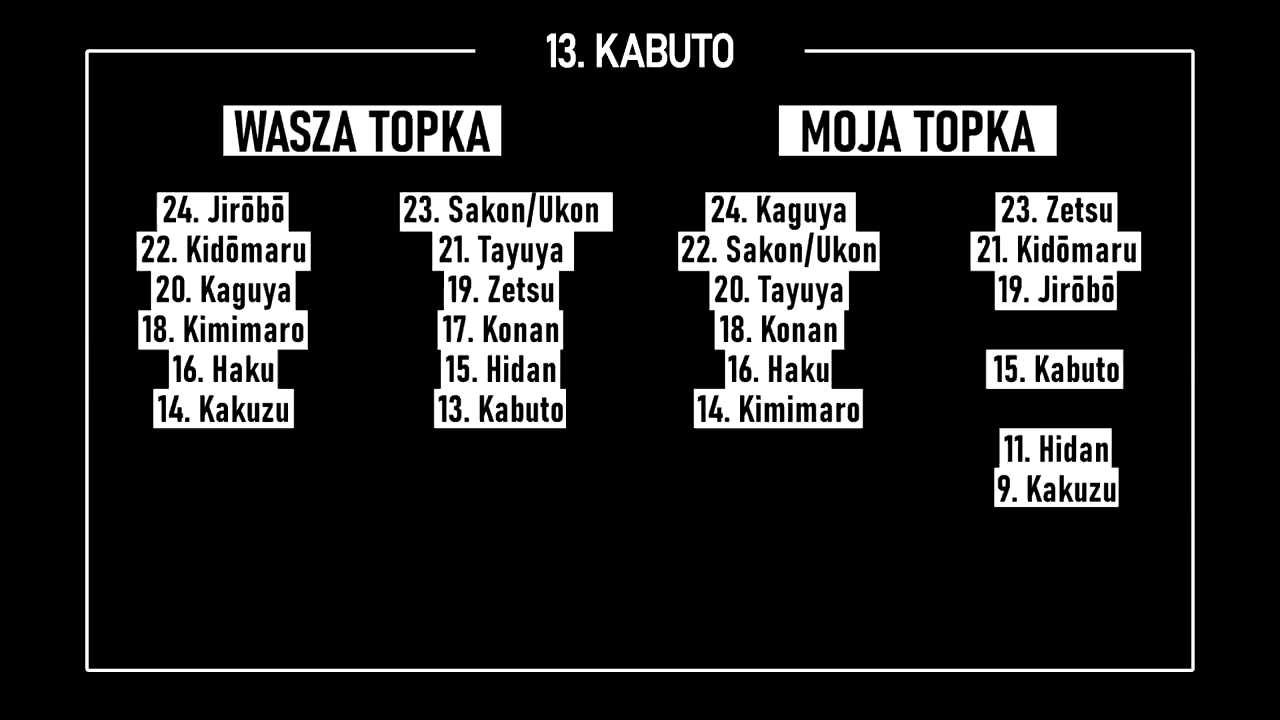 13. KABUTO
WASZA TOPKA
24. Jirōbō
23. Sakon/Ukon
22. Kidōmaru
21. Tayuya
20. Kaguya
19. Zetsu
18. Kimimaro
17. Konan
16. Haku
15. Hidan
14. Kakuzu
13. Kabuto
MOJA TOPKA
24. Kaguya
23. Zetsu
22. Sakon/Ukon
21. Kidōmaru
20. Tayuya
19. Jirōbō
18. Konan
16. Haku
15. Kabuto
14. Kimimaro
11. Hidan
9. Kakuzu